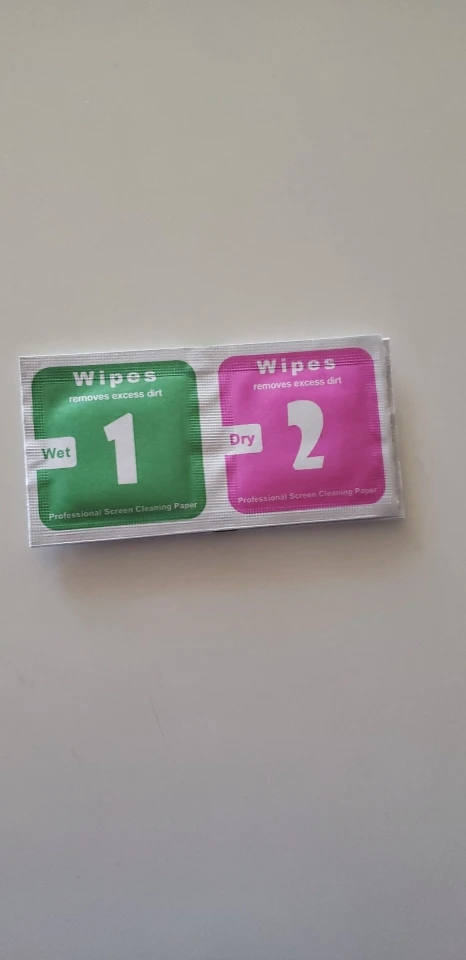 Wipes
removes excess dirt
Wet
1
Professional Screen Cleaning Paper
Wipes
removes excess dirt
Dry
2
Professional Screen Cleaning Paper